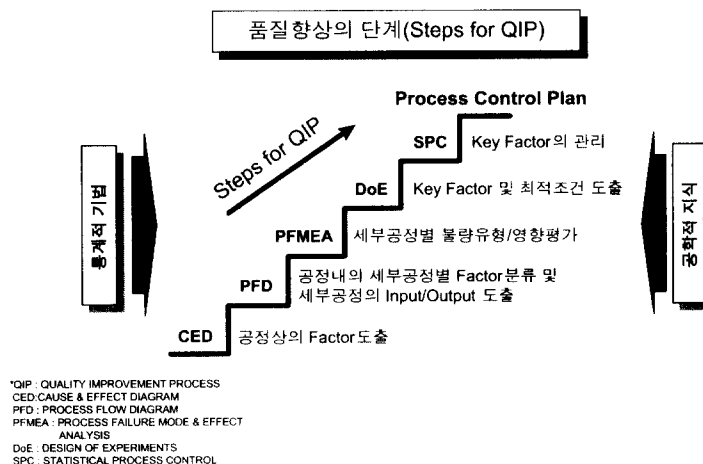 품질향상의 단계(Steps for QIP)
Process Control Plan
Steps for QIP
SPC Key Factor의 관리
DoE Key Factor 및 최적조건 도출
PFMEA 세부공정별 불량유형/영향평가
PFD 공정내의 세부공정별 Factor분류 및
세부공정의 Input/Output 도출
CED 공정상의 Factor도출
통계적 기법
공학적 지식
*QIP : QUALITY IMPROVEMENT PROCESS
CED:CAUSE & EFFECT DIAGRAM
PFD : PROCESS FLOW DIAGRAM
PFMEA : PROCESS FAILURE MODE & EFFECT
ANALYSIS
DoE : DESIGN OF EXPERIMENTS
SPC : STATISTICAL PROCESS CONTROL